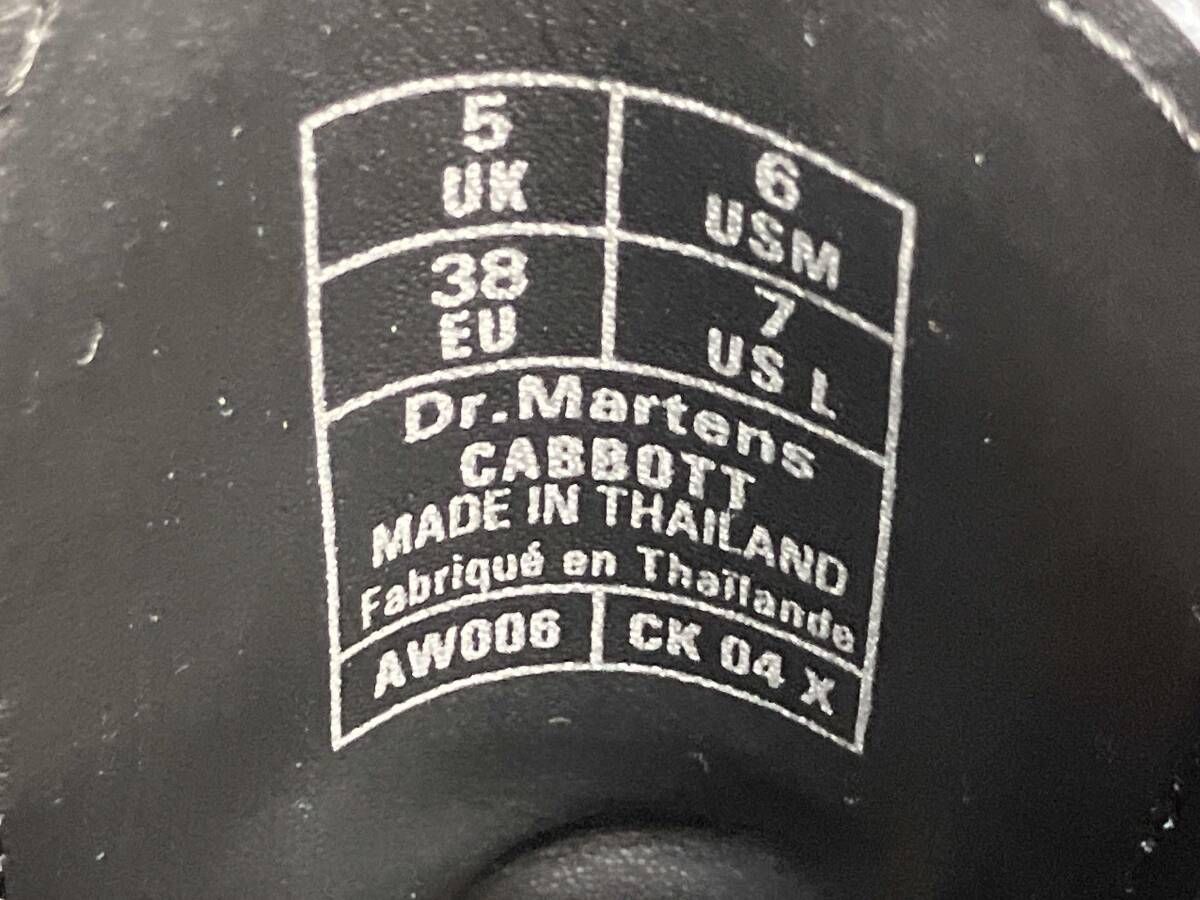 5
UK
6
USM
38
EU
7
US L
Dr.Martens
CABBOTT
MADE IN THAILAND
Fabriqué en Thaïlande
AW006
CK 04 X